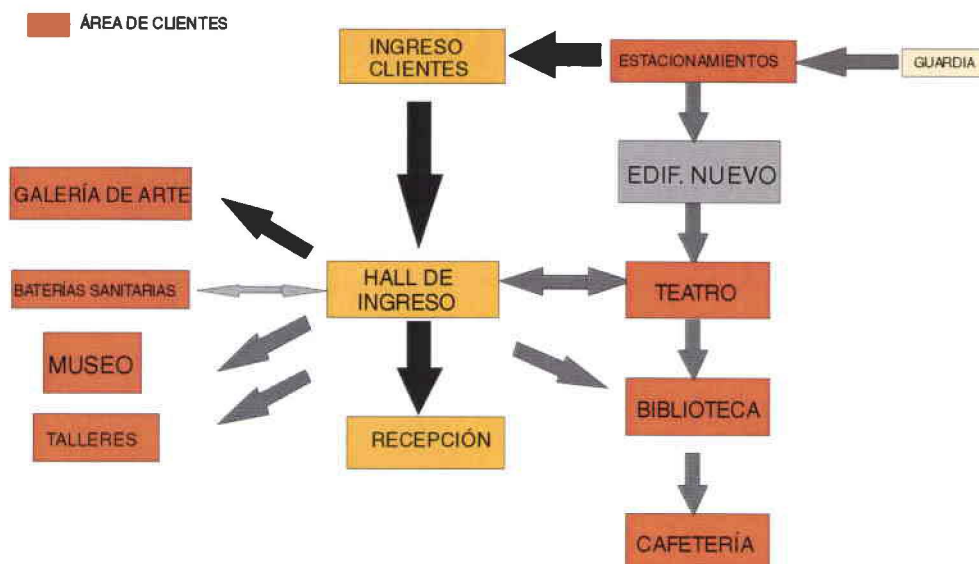 ÁREA DE CLIENTES
INGRESO
CLIENTES
ESTACIONAMIENTOS
GUARDIA
EDIF. NUEVO
GALERÍA DE ARTE
BATERÍAS SANITARIAS
HALL DE
INGRESO
TEATRO
MUSEO
BIBLIOTECA
TALLERES
RECEPCIÓN
CAFETERÍA